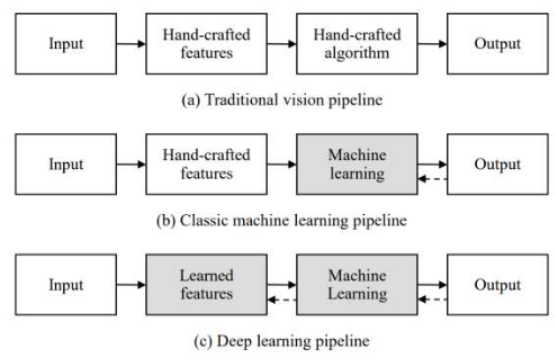 Input
Hand-crafted
features
Hand-crafted
algorithm
Output
(a) Traditional vision pipeline
Input
Hand-crafted
features
Machine
learning
Output
(b) Classic machine learning pipeline
Input
Learned
features
Machine
Learning
Output
(c) Deep learning pipeline